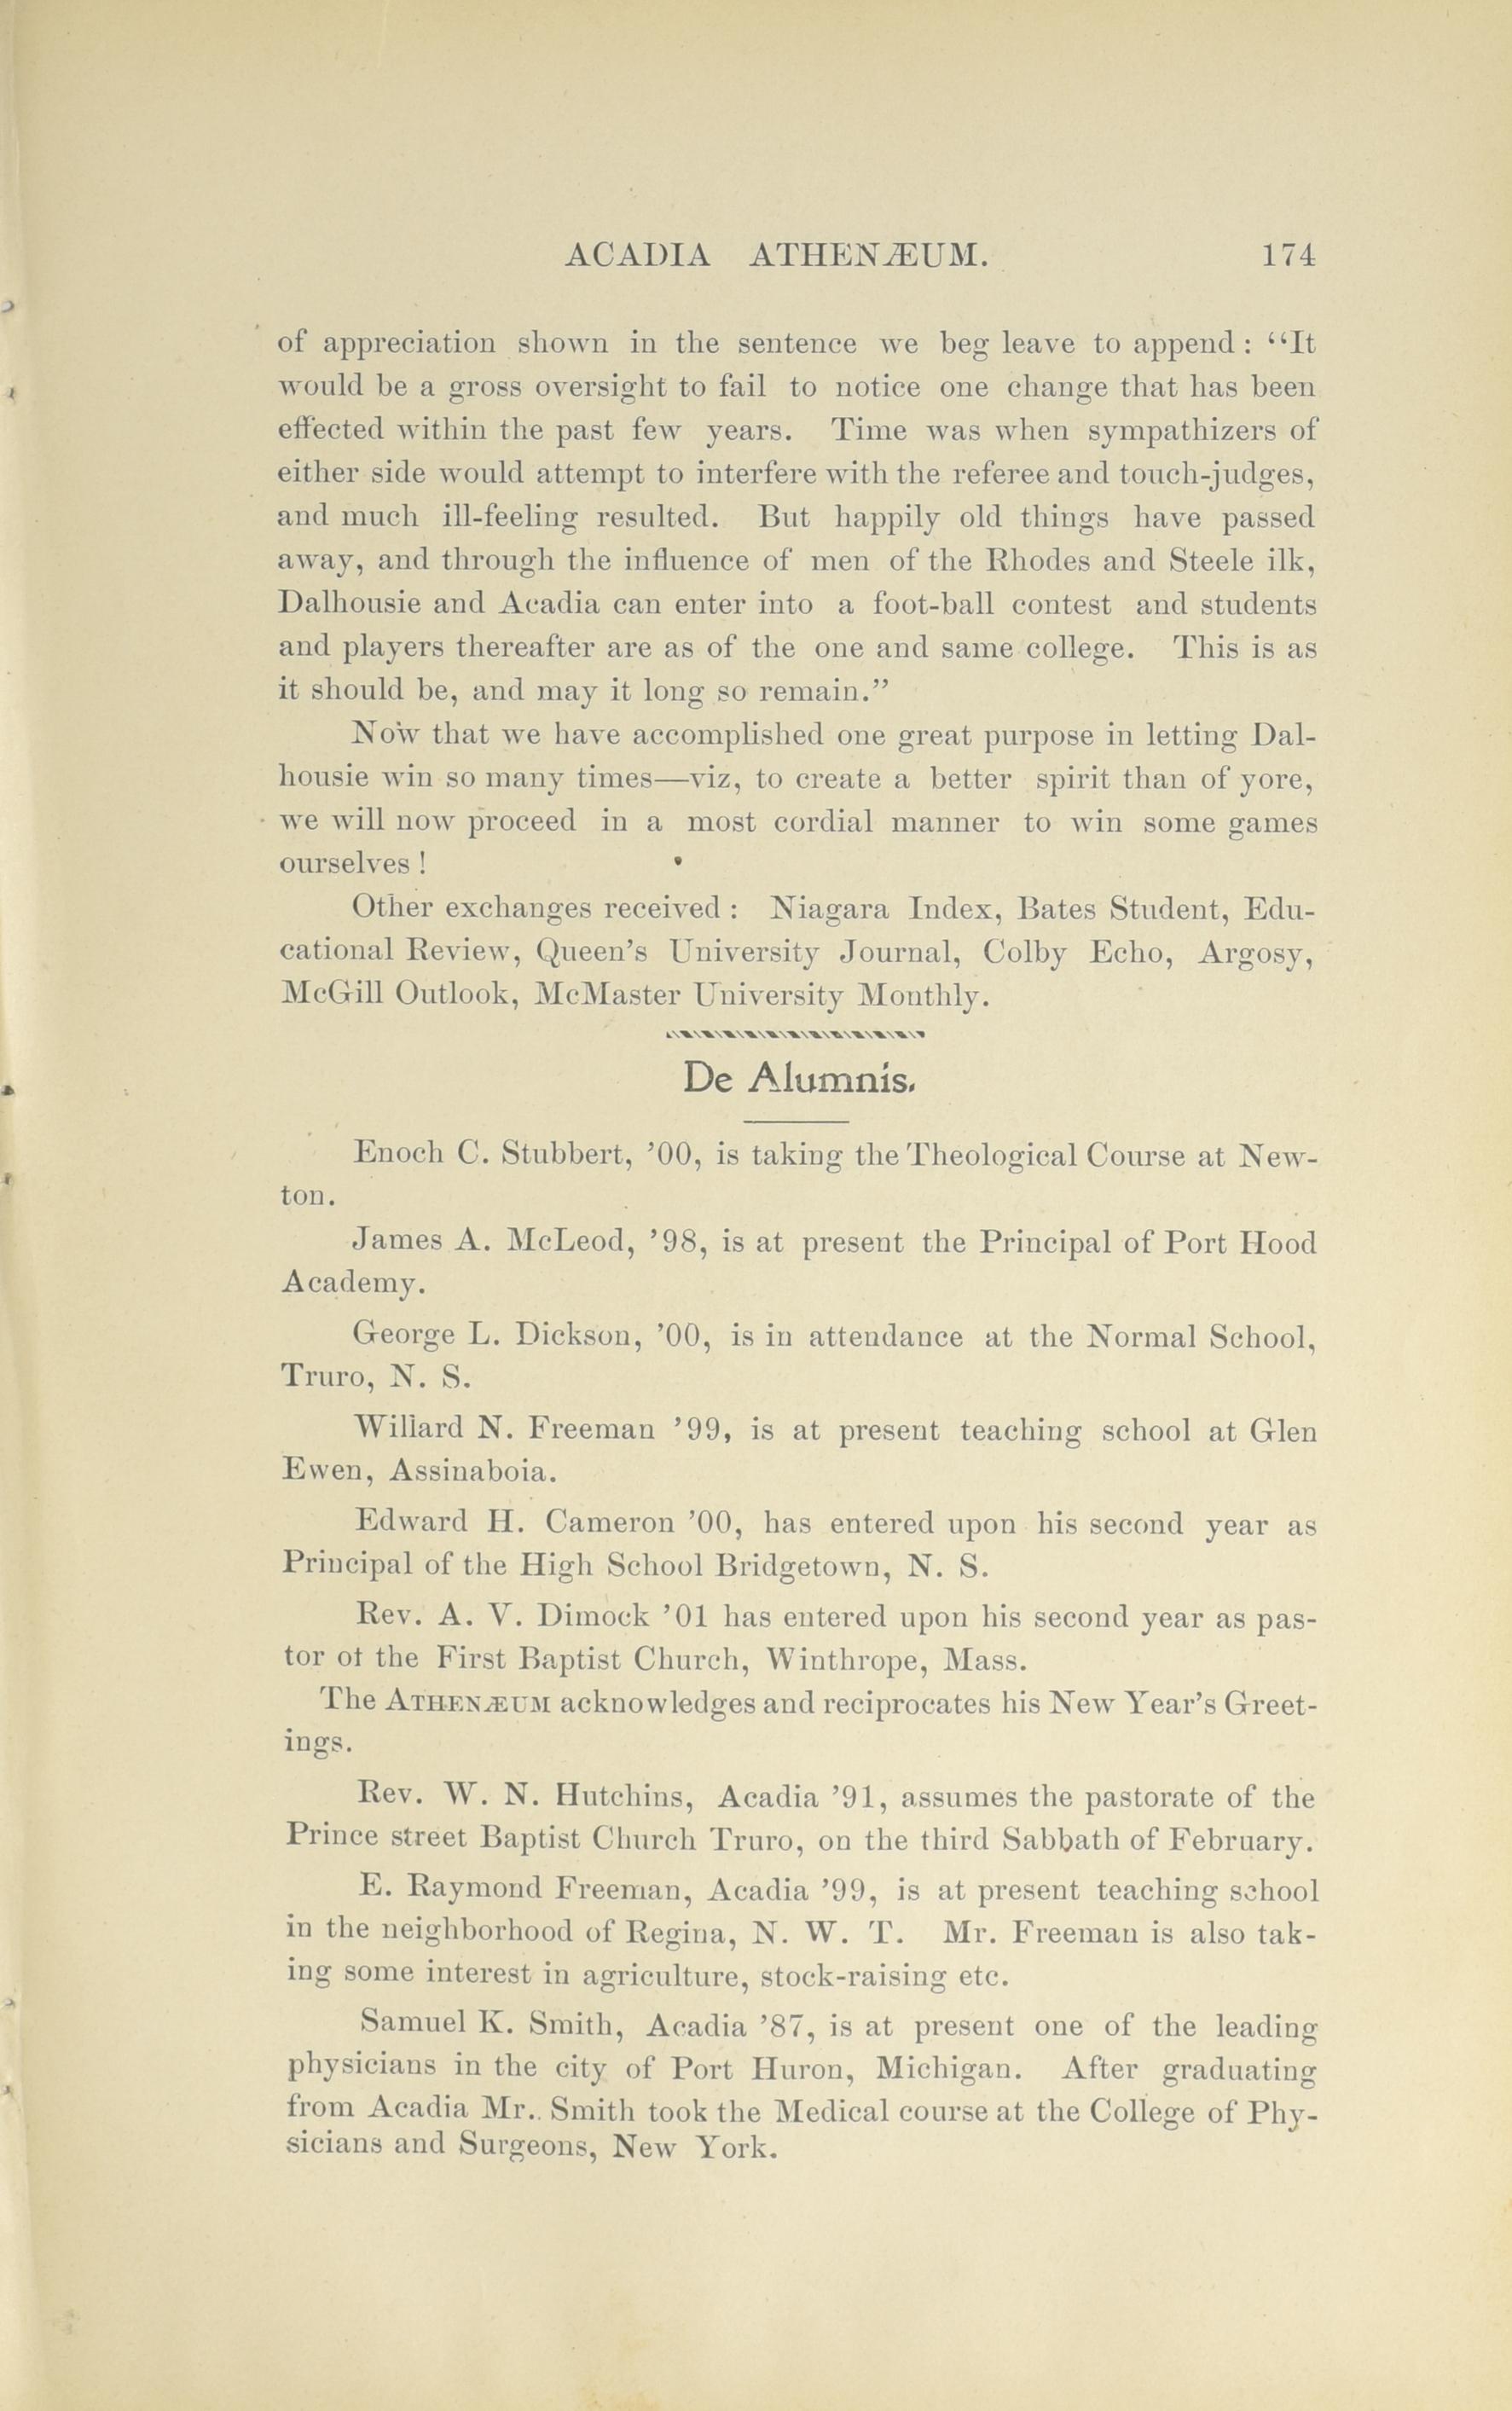 ACADIA ATHENÆUM. 174
of appreciation shown in the sentence we beg leave to append : “It
would be a gross oversight to fail to notice one change that has been
effected within the past few years. Time was when sympathizers of
either side would attempt to interfere with the referee and touch-judges,
and much ill-feeling resulted. But happily old things have passed
away, and through the influence of men of the Rhodes and Steele ilk,
Dalhousie and Acadia can enter into a foot-ball contest and students
and players thereafter are as of the one and same college. This is as
it should be, and may it long so remain.”
Now that we have accomplished one great purpose in letting Dal-
housie win so many times—viz, to create a better spirit than of yore,
we will now proceed in a most cordial manner to win some games
ourselves !
Other exchanges received : Niagara Index, Bates Student, Edu-
cational Review, Queen’s University Journal, Colby Echo, Argosy,
McGill Outlook, McMaster University Monthly.
De Alumnis.
Enoch C. Stubbert, ’00, is taking the Theological Course at New-
ton.
James A. McLeod, ’98, is at present the Principal of Port Hood
Academy.
George L. Dickson, ’00, is in attendance at the Normal School,
Truro, N. S.
Willard N. Freeman ’99, is at present teaching school at Glen
Ewen, Assinaboia.
Edward H. Cameron ’00, has entered upon his second year as
Principal of the High School Bridgetown, N. S.
Rev. A. V. Dimock ’01 has entered upon his second year as pas-
tor of the First Baptist Church, Winthrope, Mass.
The ATHENÆUM acknowledges and reciprocates his New Year’s Greet-
ings.
Rev. W. N. Hutchins, Acadia ’91, assumes the pastorate of the
Prince street Baptist Church Truro, on the third Sabbath of February.
E. Raymond Freeman, Acadia ’99, is at present teaching school
in the neighborhood of Regina, N. W. T. Mr. Freeman is also tak-
ing some interest in agriculture, stock-raising etc.
Samuel K. Smith, Acadia ’87, is at present one of the leading
physicians in the city of Port Huron, Michigan. After graduating
from Acadia Mr. Smith took the Medical course at the College of Phy-
sicians and Surgeons, New York.